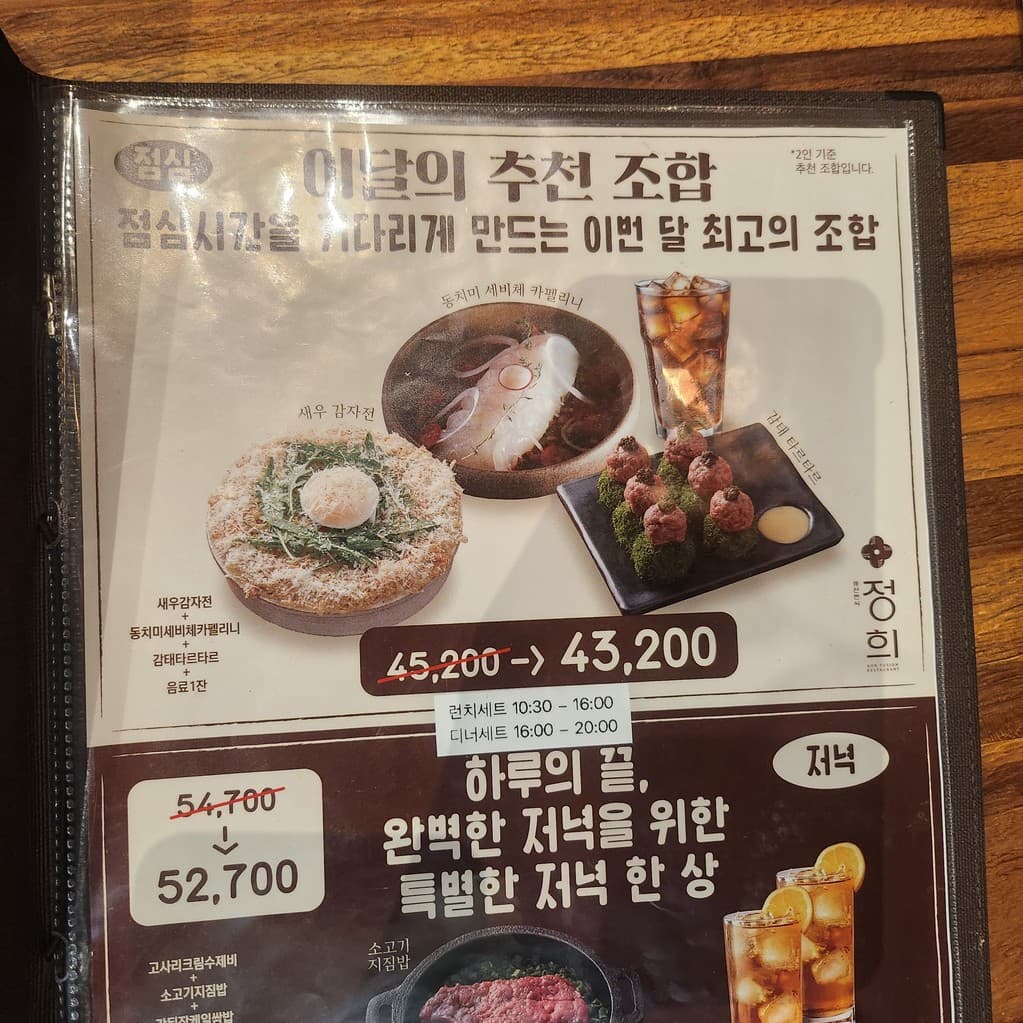 점심
이달의 추천 조합
*2인 기준
추천 조합입니다.
점심시간을 기다리게 만드는 이번 달 최고의 조합
동치미 세비체 카펠리니
새우 감자전
감태 타르타르
새우감자전
+
동치미세비체카펠리니
+
감태타르타르
+
음료1잔
45,200 -> 43,200
정희
런치세트 10:30 - 16:00
디너세트 16:00 - 20:00
저녁
하루의 끝,
완벽한 저녁을 위한
특별한 저녁 한 상
54,700
52,700
소고기
지짐밥
고사리크림수제비
+
소고기지짐밥
+